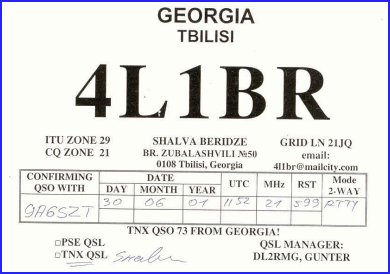 GEORGIA
TBILISI
4L1BR
ITU ZONE 29 SHALVA BERIDZE GRID LN 21JQ
CQ ZONE 21 BR. ZUBALASHVILI №50 email:
0108 Tbilisi, Georgia 4l1br@mailcity.com
CONFIRMING QSO WITH DATE UTC MHz RST Mode 2-WAY
DAY MONTH YEAR
9A6SZT 30 06 01 1152 21 599 RTTY
TNX QSO 73 FROM GEORGIA!
□PSE QSL QSL MANAGER:
□TNX QSL DL2RMG, GUNTER